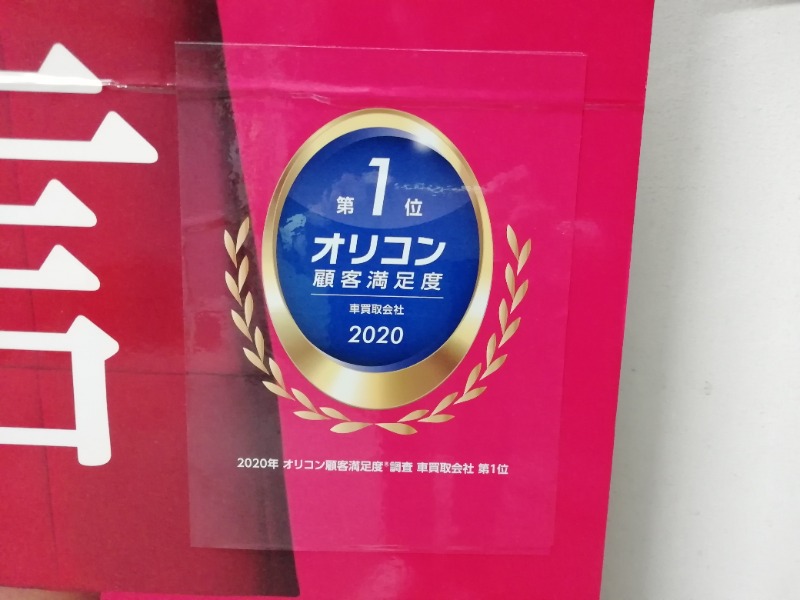 第1位
オリコン
顧客満足度
車買取会社
2020
2020年 オリコン顧客満足度®調査 車買取会社 第1位